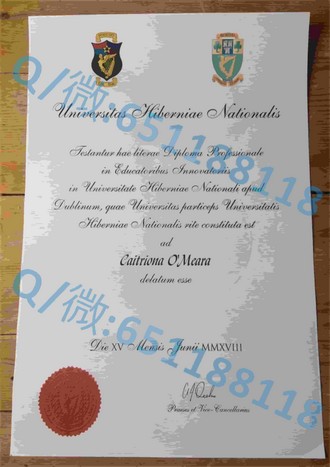 Universitas Hiberniae Nationalis
Testantur hae literae Diploma Professionale
in Educatoribus Innovatoriis
in Universitate Hiberniae Nationali apud
Dublinum, quae Universitas particeps Universitatis
Hiberniae Nationalis rite constituta est
ad
Caitriona O'Meara
delatum esse
Die XV Mensis Junii MMXVIII
Praeses et Vice-Cancellarius
Q/微:651188118
Q/微:651188118